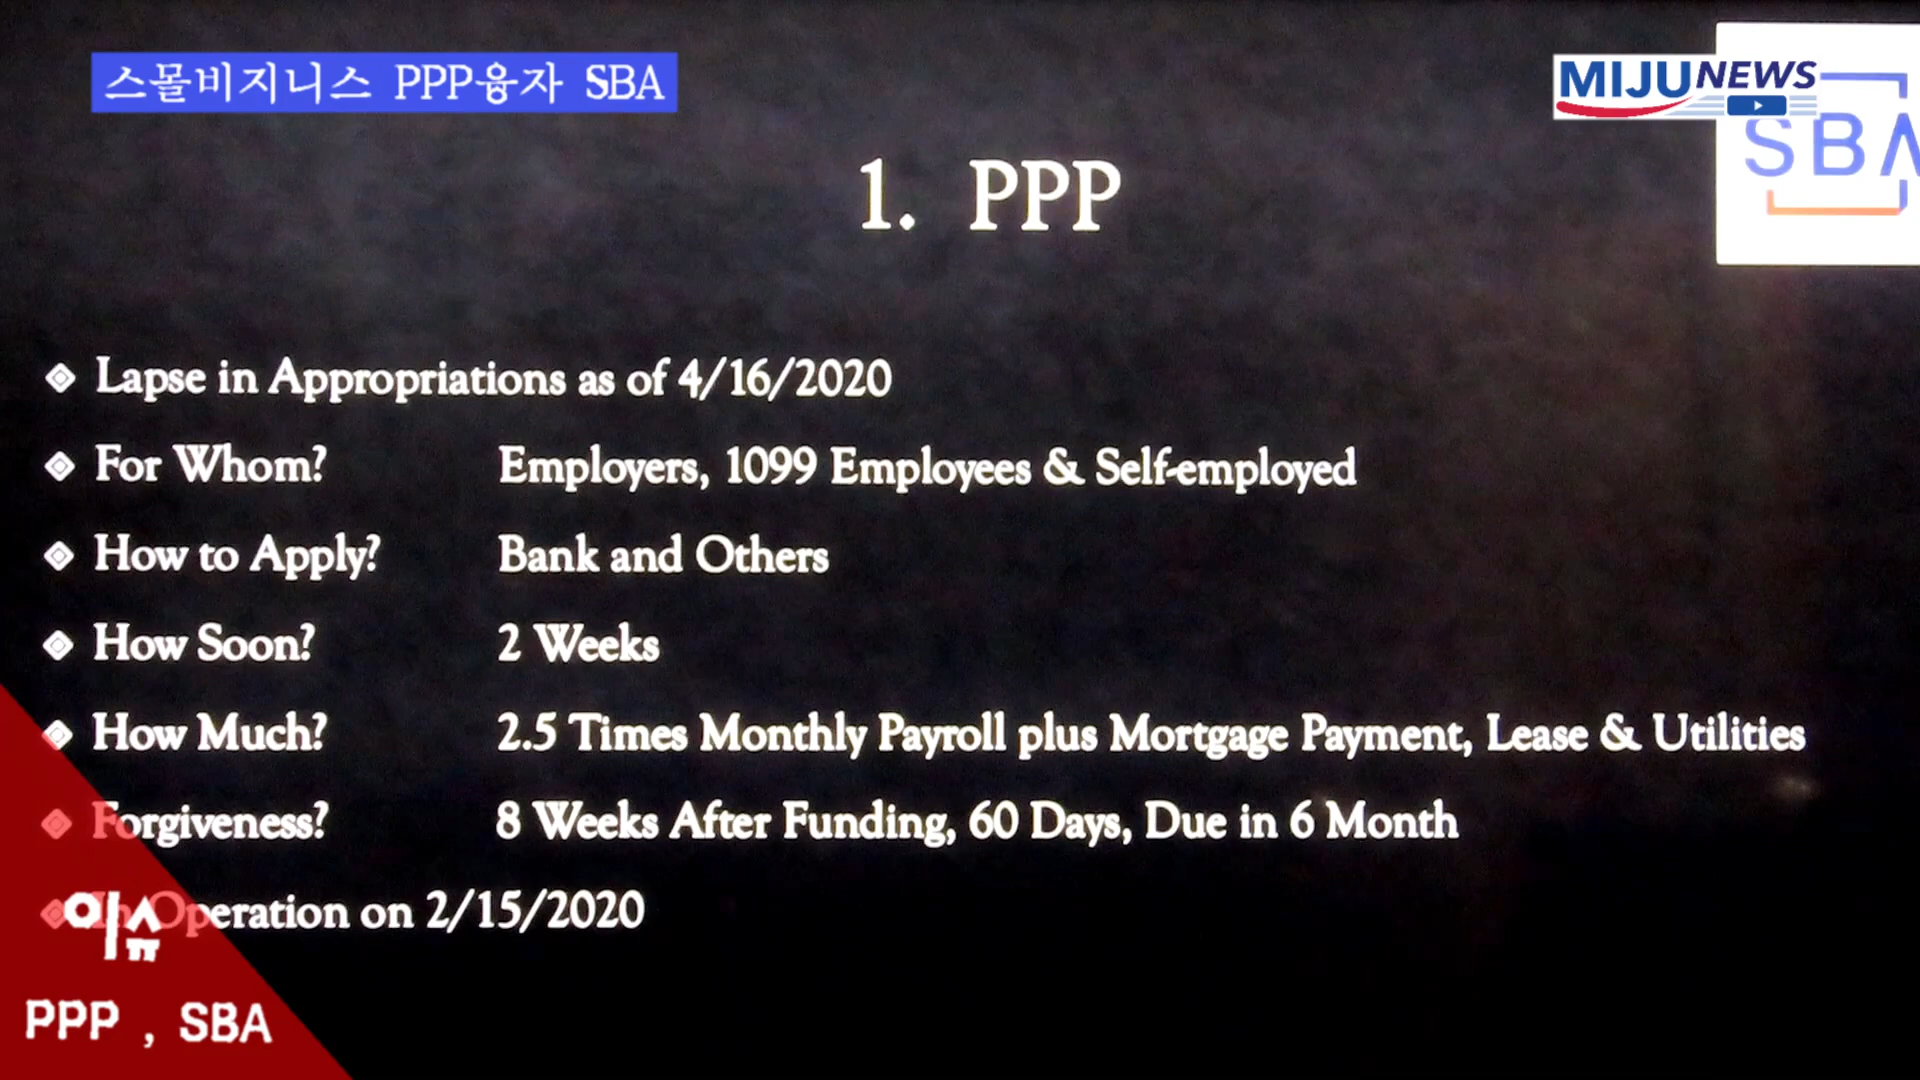 스몰비지니스 PPP융자 SBA
MIJU NEWS
SBA
1. PPP
Lapse in Appropriations as of 4/16/2020
For Whom? Employers, 1099 Employees & Self-employed
How to Apply? Bank and Others
How Soon? 2 Weeks
How Much? 2.5 Times Monthly Payroll plus Mortgage Payment, Lease & Utilities
Forgiveness? 8 Weeks After Funding, 60 Days, Due in 6 Month
In Operation on 2/15/2020
이슈
PPP , SBA